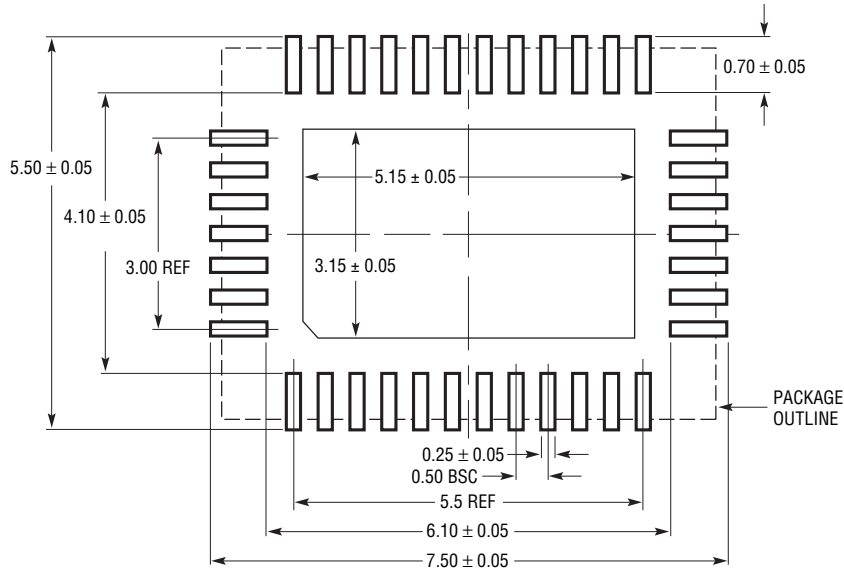 0.70 ± 0.05
5.50 ± 0.05
5.15 ± 0.05
4.10 ± 0.05
3.00 REF
3.15 ± 0.05
PACKAGE
OUTLINE
0.25 ± 0.05
0.50 BSC
5.5 REF
6.10 ± 0.05
7.50 ± 0.05